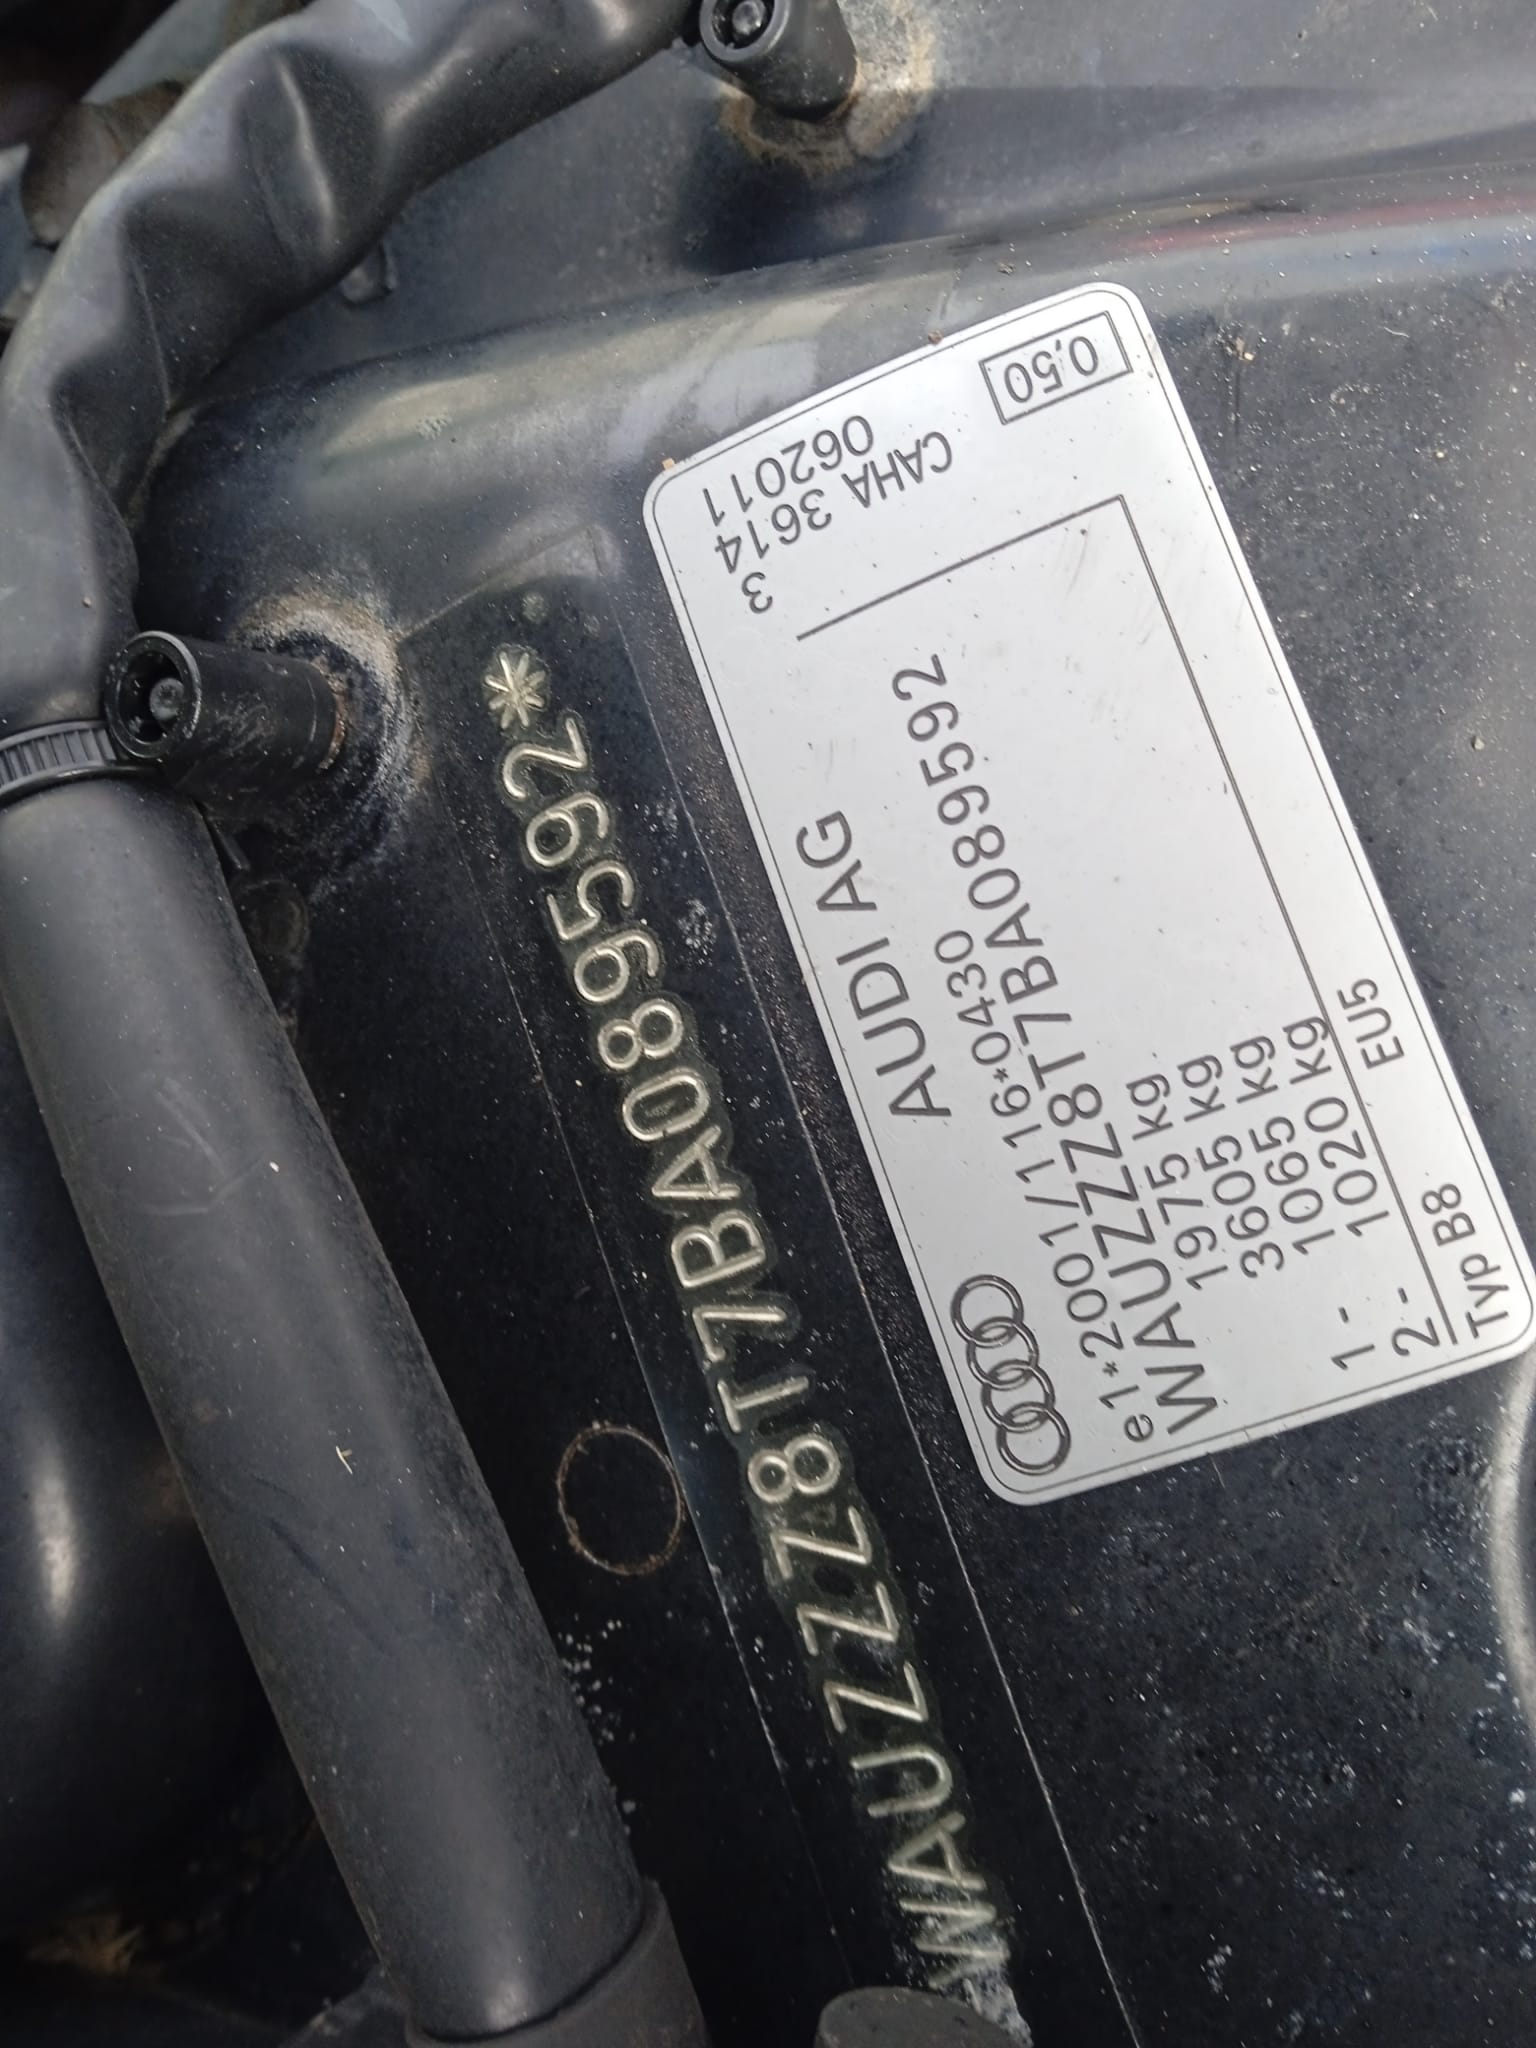 WAUZZZ8T7BA089592*
AUDI AG
e1*2001/116*0430
WAUZZZ8T7BA089592
1975 kg
3605 kg
1- 1065 kg
2- 1020 kg
Typ B8 EU5
3
3614
062011
CAHA
0,50